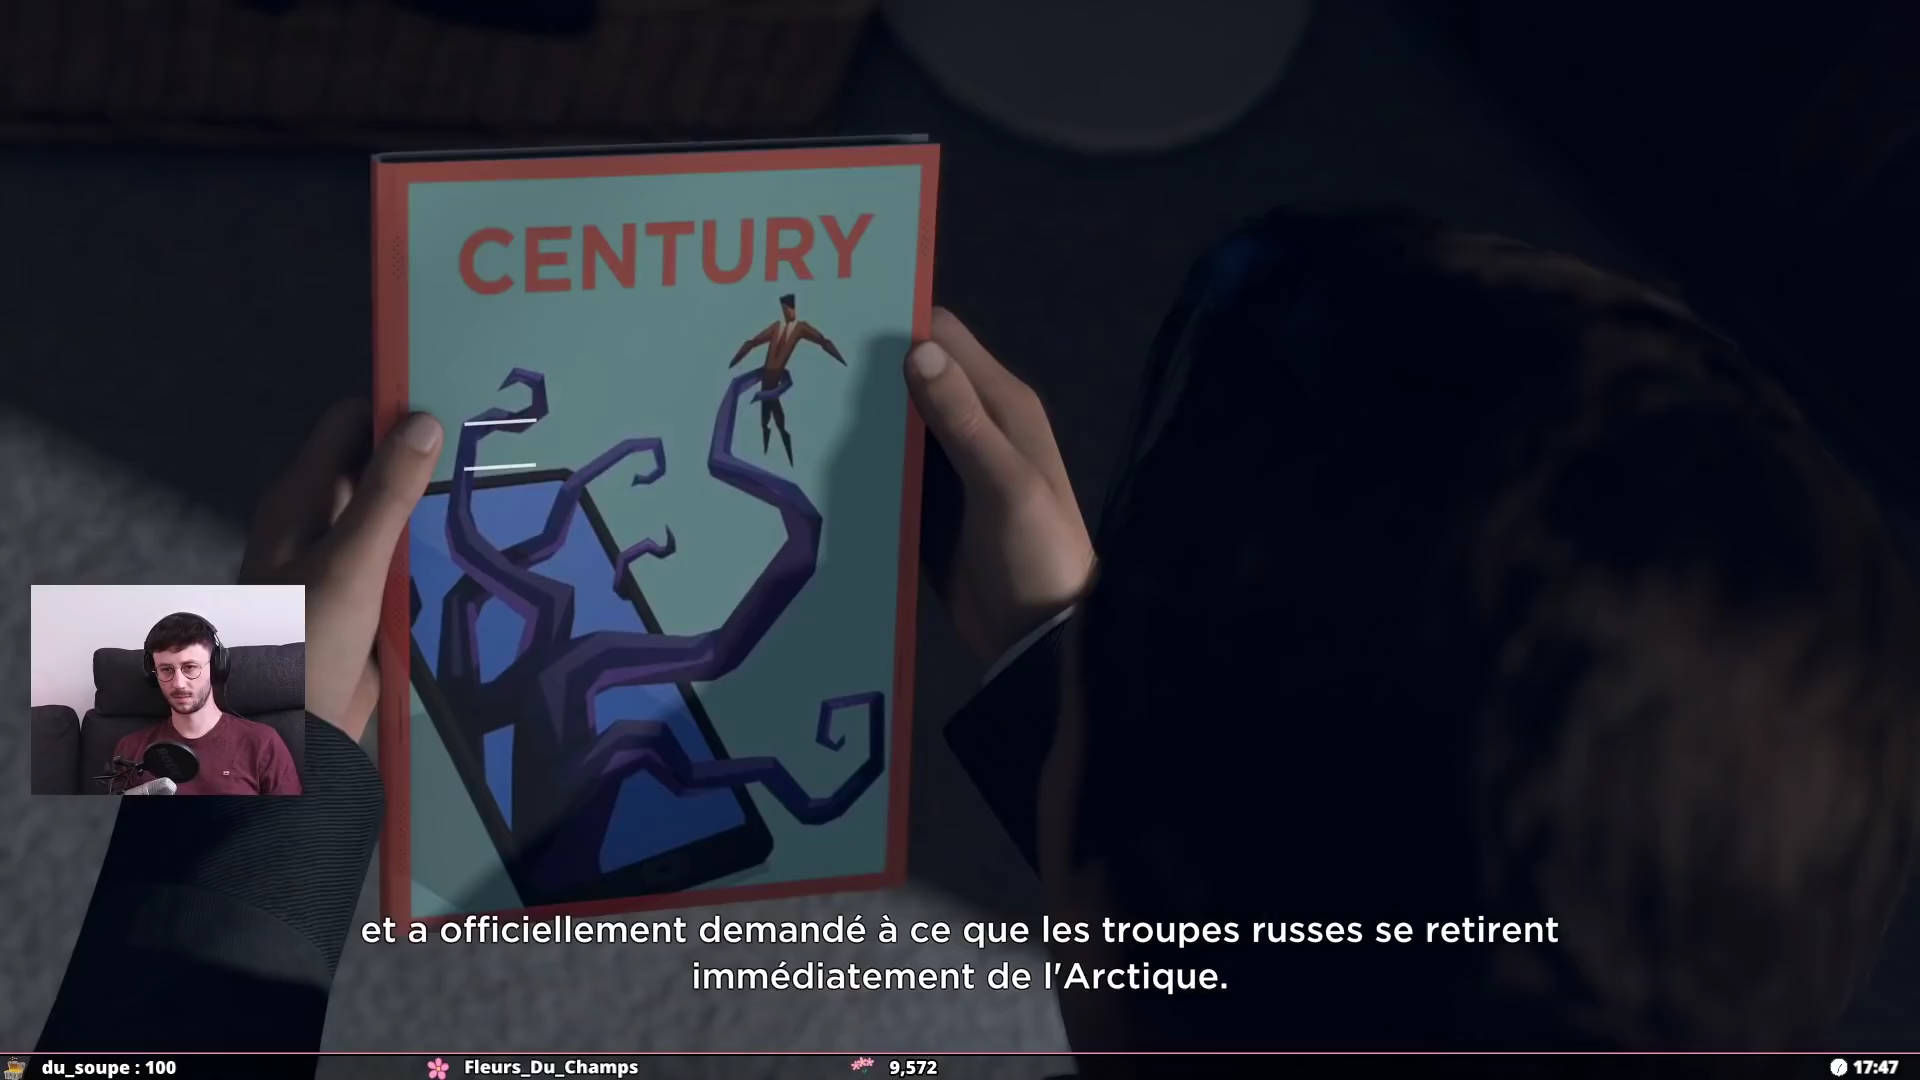 CENTURY
et a officiellement demandé à ce que les troupes russes se retirent
immédiatement de l'Arctique.
du_soupe : 100
Fleurs_Du_Champs
9,572
17:47